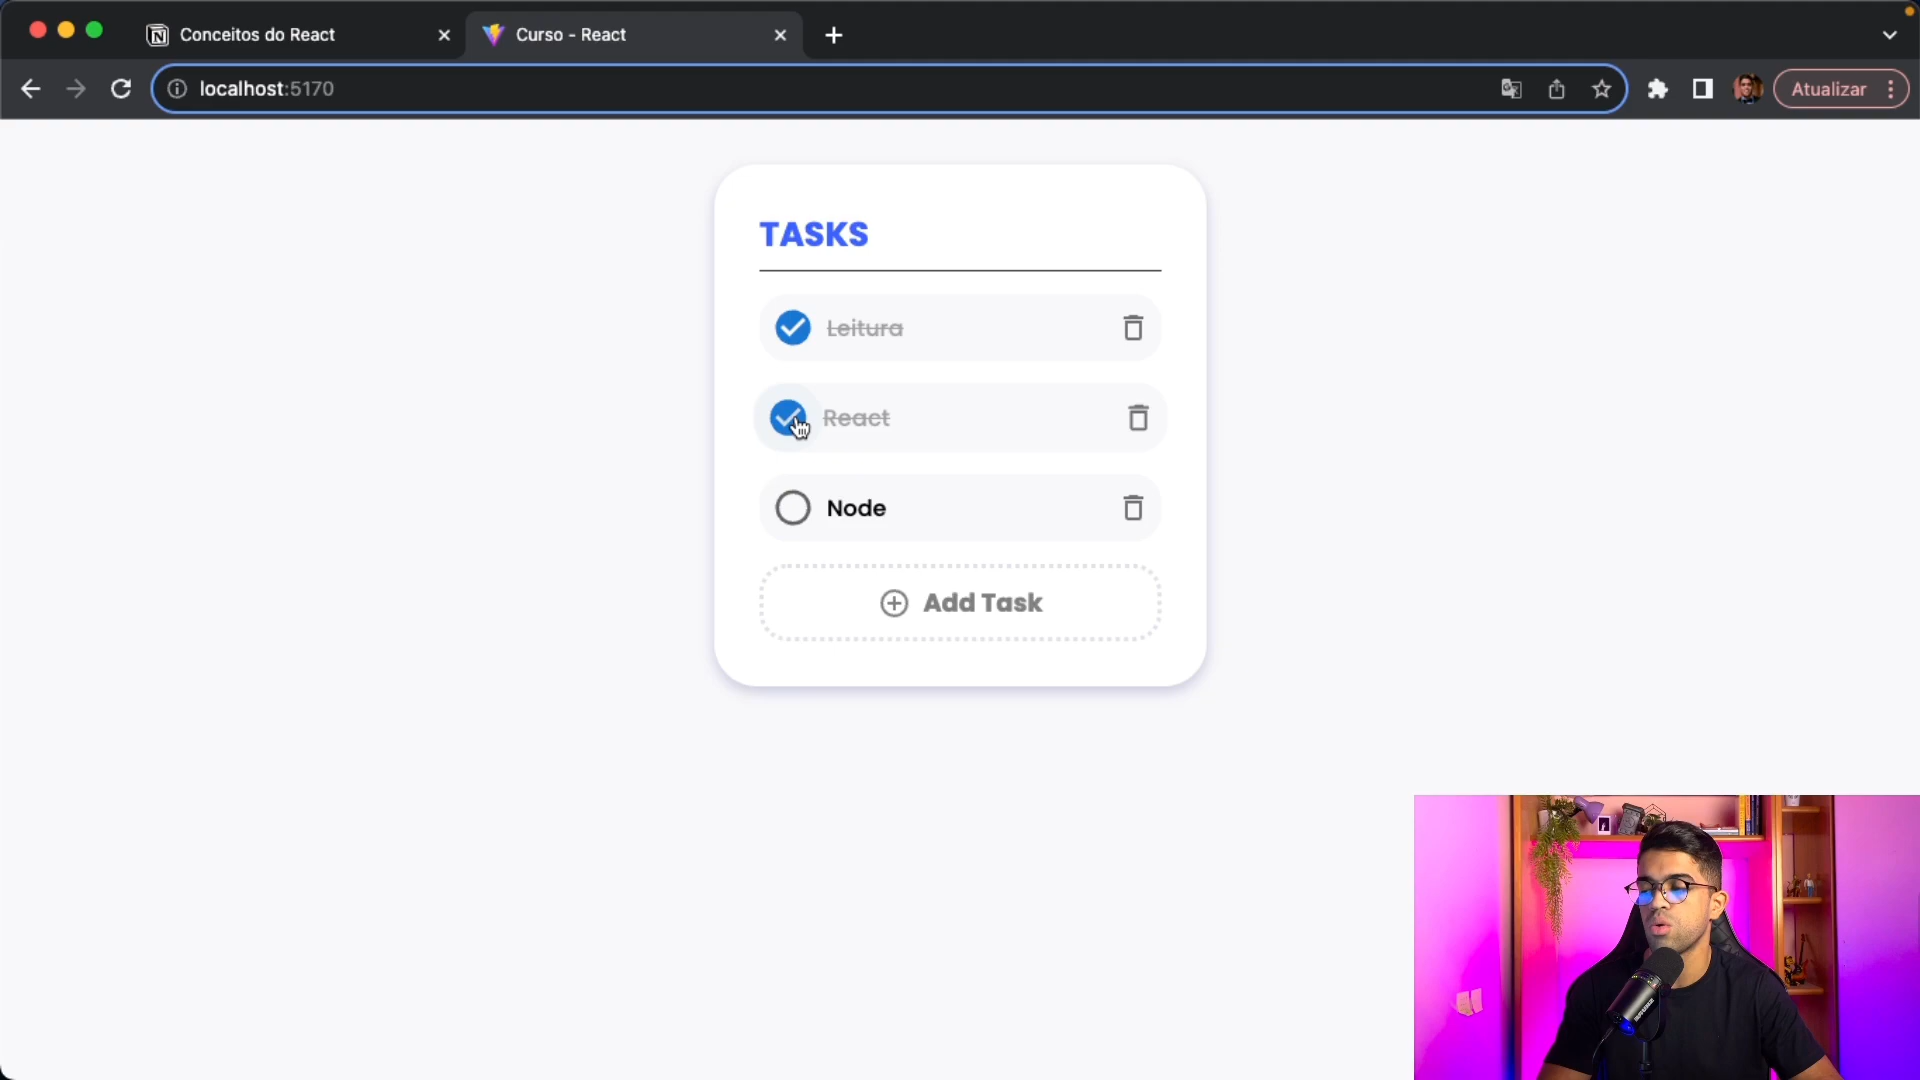 Conceitos do React
Curso - React
localhost:5170
Atualizar
TASKS
Leitura
React
Node
Add Task